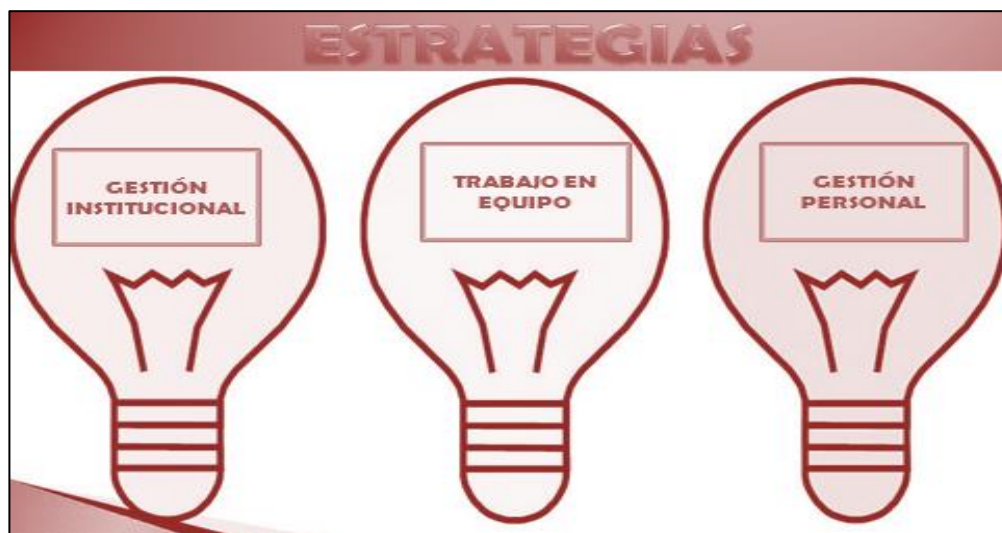 ESTRATEGIAS
GESTIÓN
INSTITUCIONAL
TRABAJO EN
EQUIPO
GESTIÓN
PERSONAL